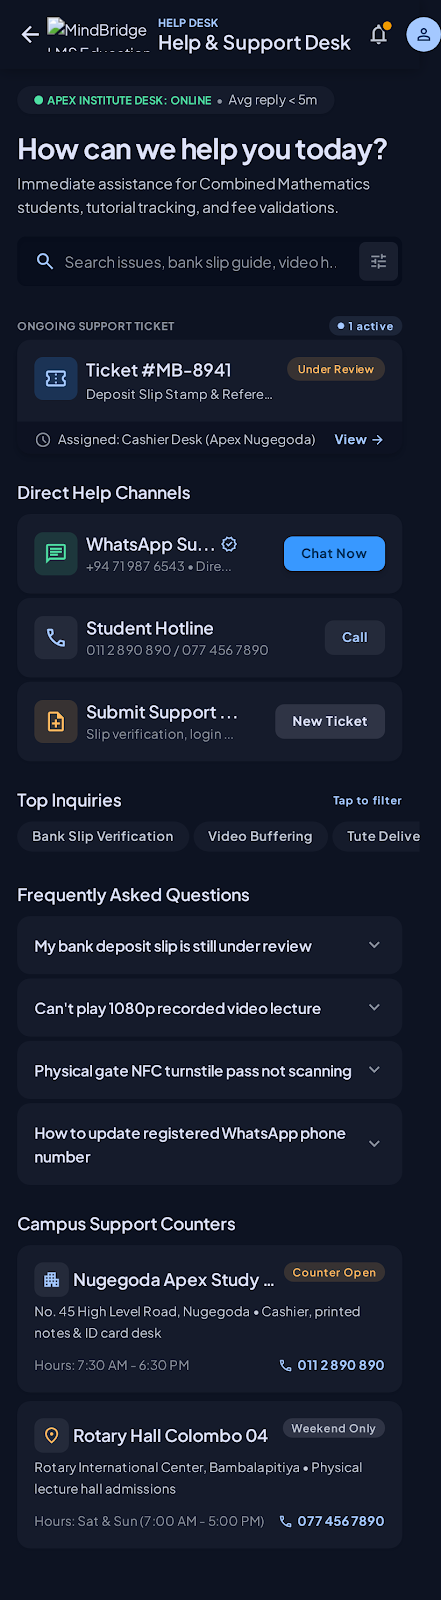 MindBridge
LMS Education
HELP DESK
Help & Support Desk
APEX INSTITUTE DESK: ONLINE • Avg reply < 5m
How can we help you today?
Immediate assistance for Combined Mathematics
students, tutorial tracking, and fee validations.
Search issues, bank slip guide, video h..
ONGOING SUPPORT TICKET
1 active
Ticket #MB-8941
Under Review
Deposit Slip Stamp & Refere...
Assigned: Cashier Desk (Apex Nugegoda)
View →
Direct Help Channels
WhatsApp Su...
Chat Now
+94 71 987 6543 • Dire...
Student Hotline
Call
011 2 890 890 / 077 456 7890
Submit Support ...
New Ticket
Slip verification, login ...
Top Inquiries
Tap to filter
Bank Slip Verification
Video Buffering
Tute Delive
Frequently Asked Questions
My bank deposit slip is still under review
Can't play 1080p recorded video lecture
Physical gate NFC turnstile pass not scanning
How to update registered WhatsApp phone
number
Campus Support Counters
Nugegoda Apex Study ...
Counter Open
No. 45 High Level Road, Nugegoda • Cashier, printed
notes & ID card desk
Hours: 7:30 AM - 6:30 PM
011 2 890 890
Rotary Hall Colombo 04
Weekend Only
Rotary International Center, Bambalapitiya • Physical
lecture hall admissions
Hours: Sat & Sun (7:00 AM - 5:00 PM)
077 456 7890